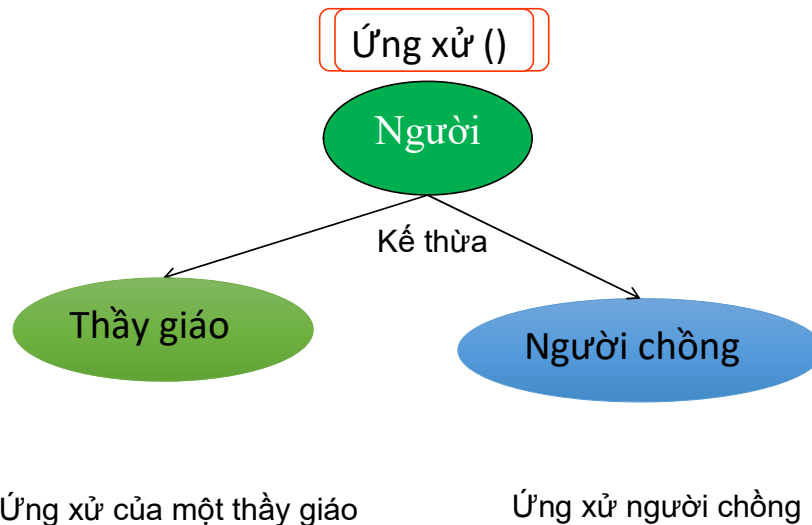 Ứng xử ()
Người
Kế thừa
Thầy giáo
Người chồng
Ứng xử của một thầy giáo
Ứng xử người chồng